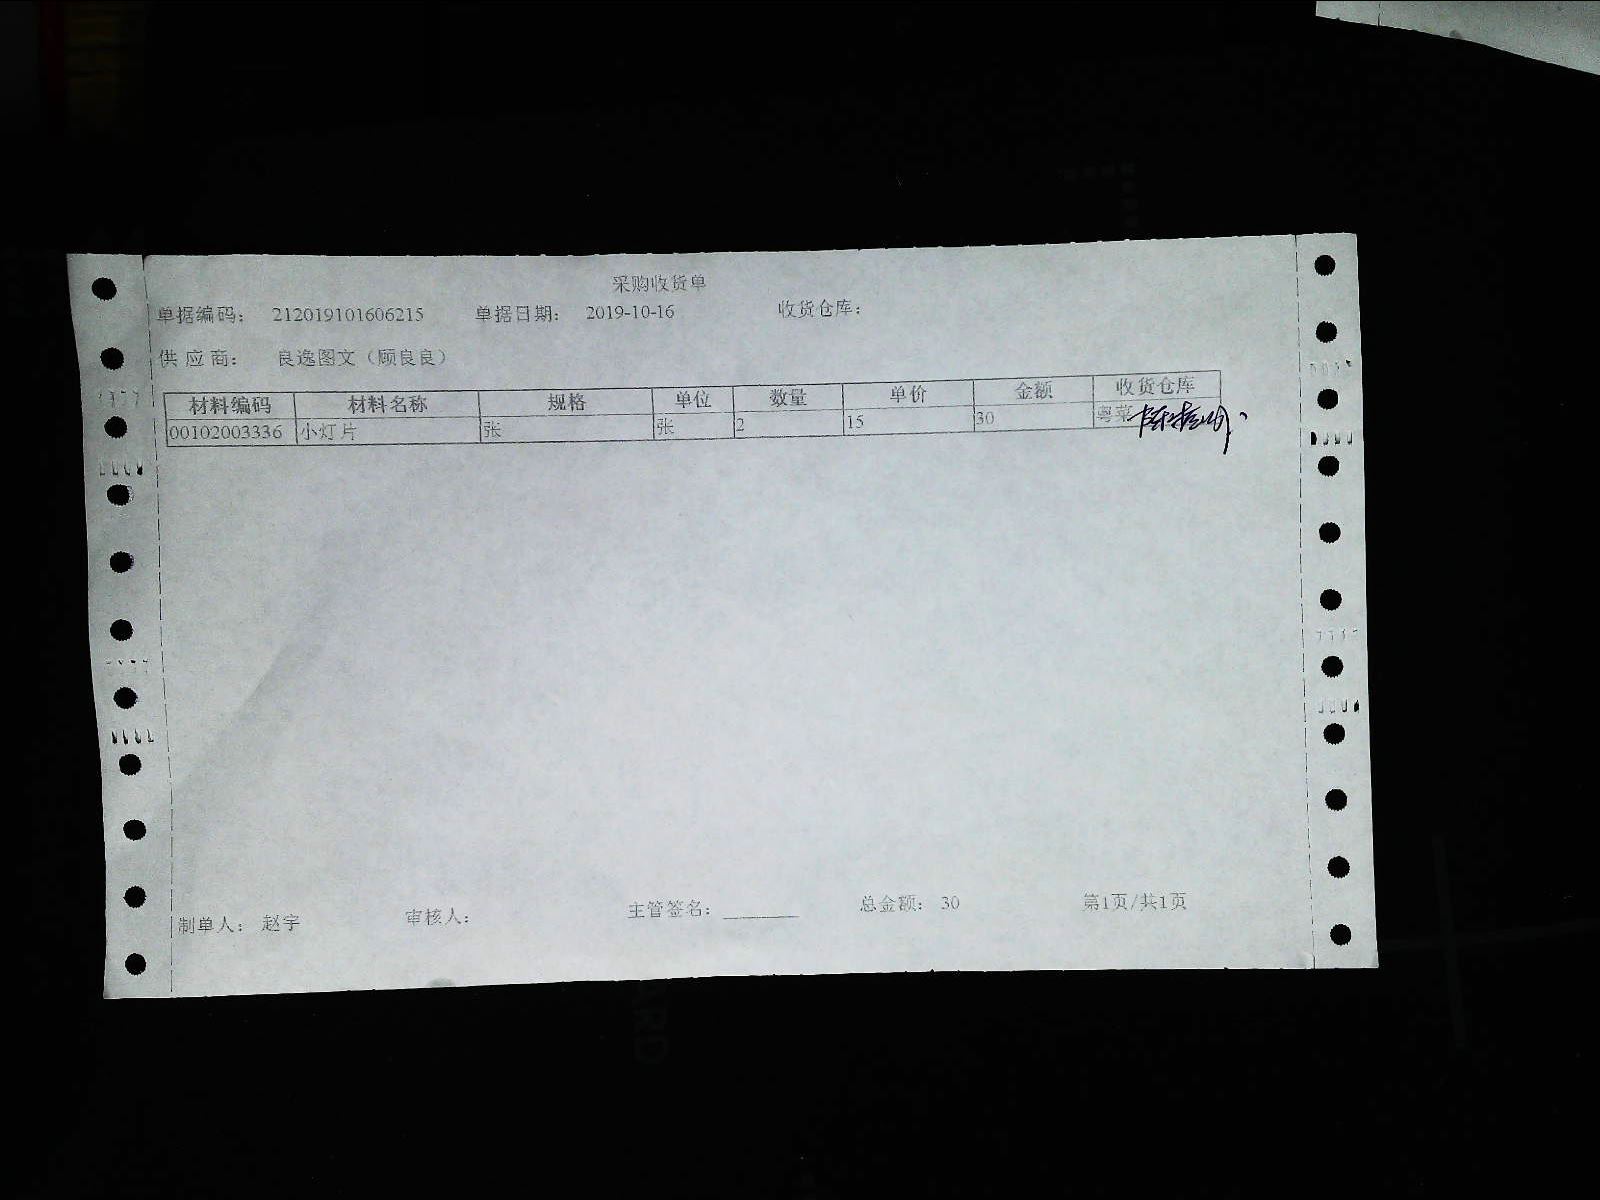 采购收货单
单据编码： 212019101606215 单据日期： 2019-10-16 收货仓库：
供 应 商： 良逸图文（顾良良）
材料编码 材料名称 规格 单位 数量 单价 金额 收货仓库
00102003336 小灯片 张 张 2 15 30 粤菜
制单人： 赵宇 审核人： 主管签名： ________ 总金额： 30 第1页/共1页